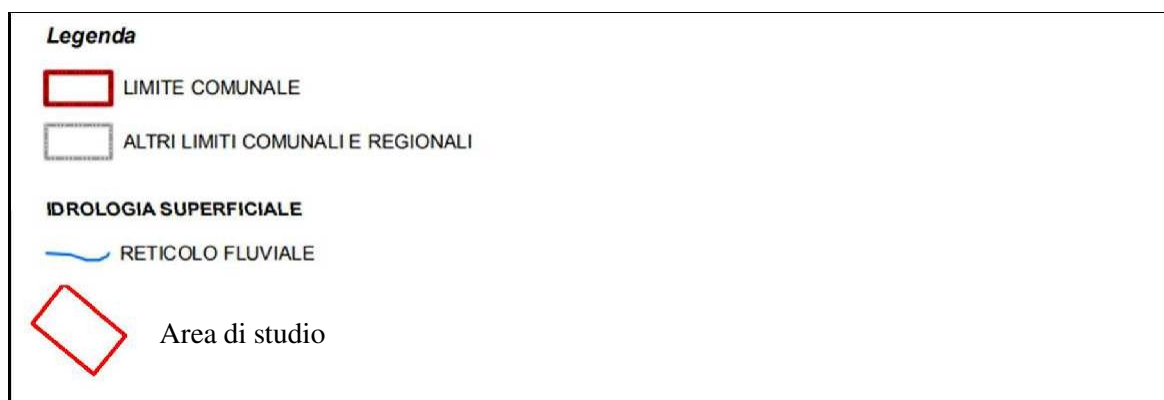 Legenda
LIMITE COMUNALE
ALTRI LIMITI COMUNALI E REGIONALI
IDROLOGIA SUPERFICIALE
RETICOLO FLUVIALE
Area di studio